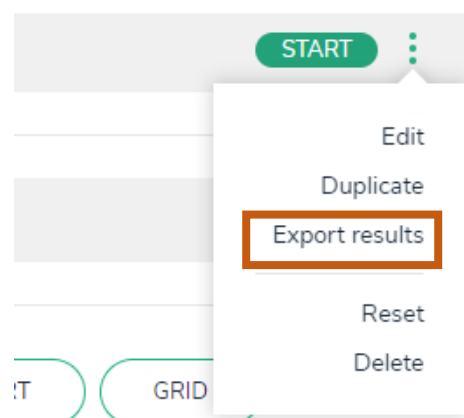 START
Edit
Duplicate
Export results
Reset
Delete
GRID